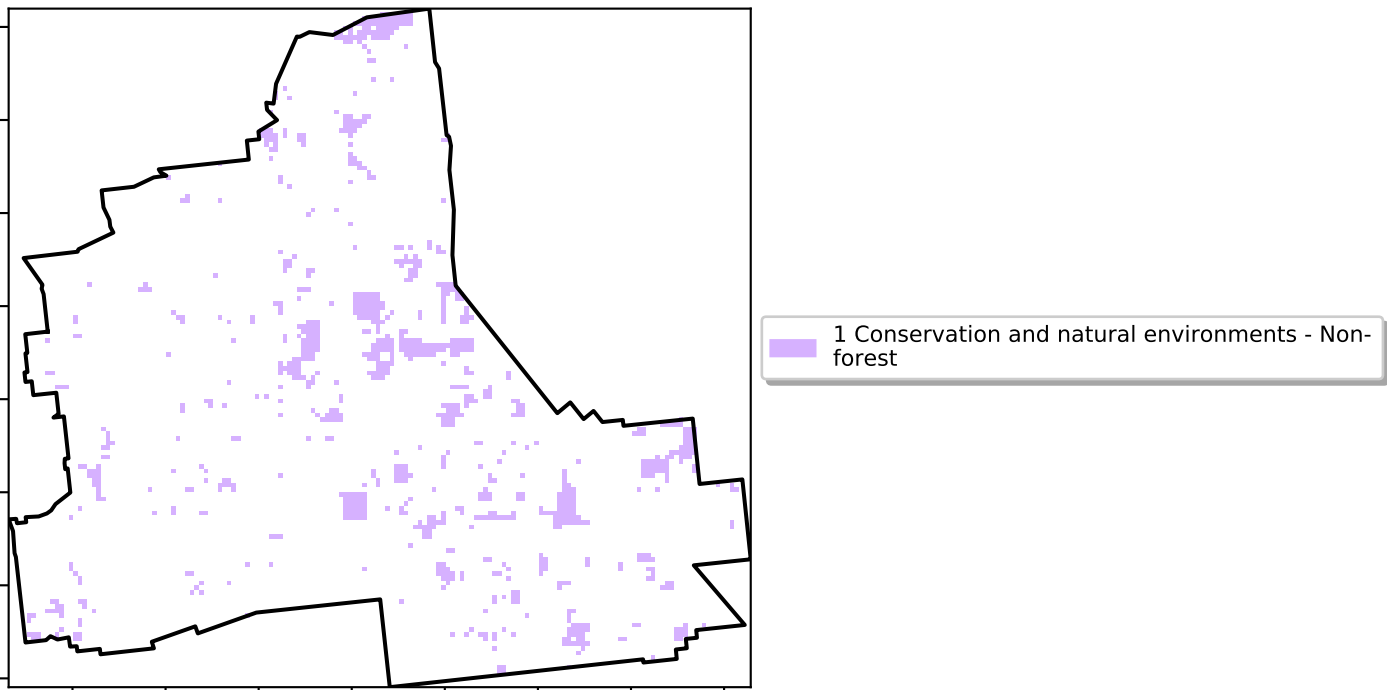 1 Conservation and natural environments - Non-
forest